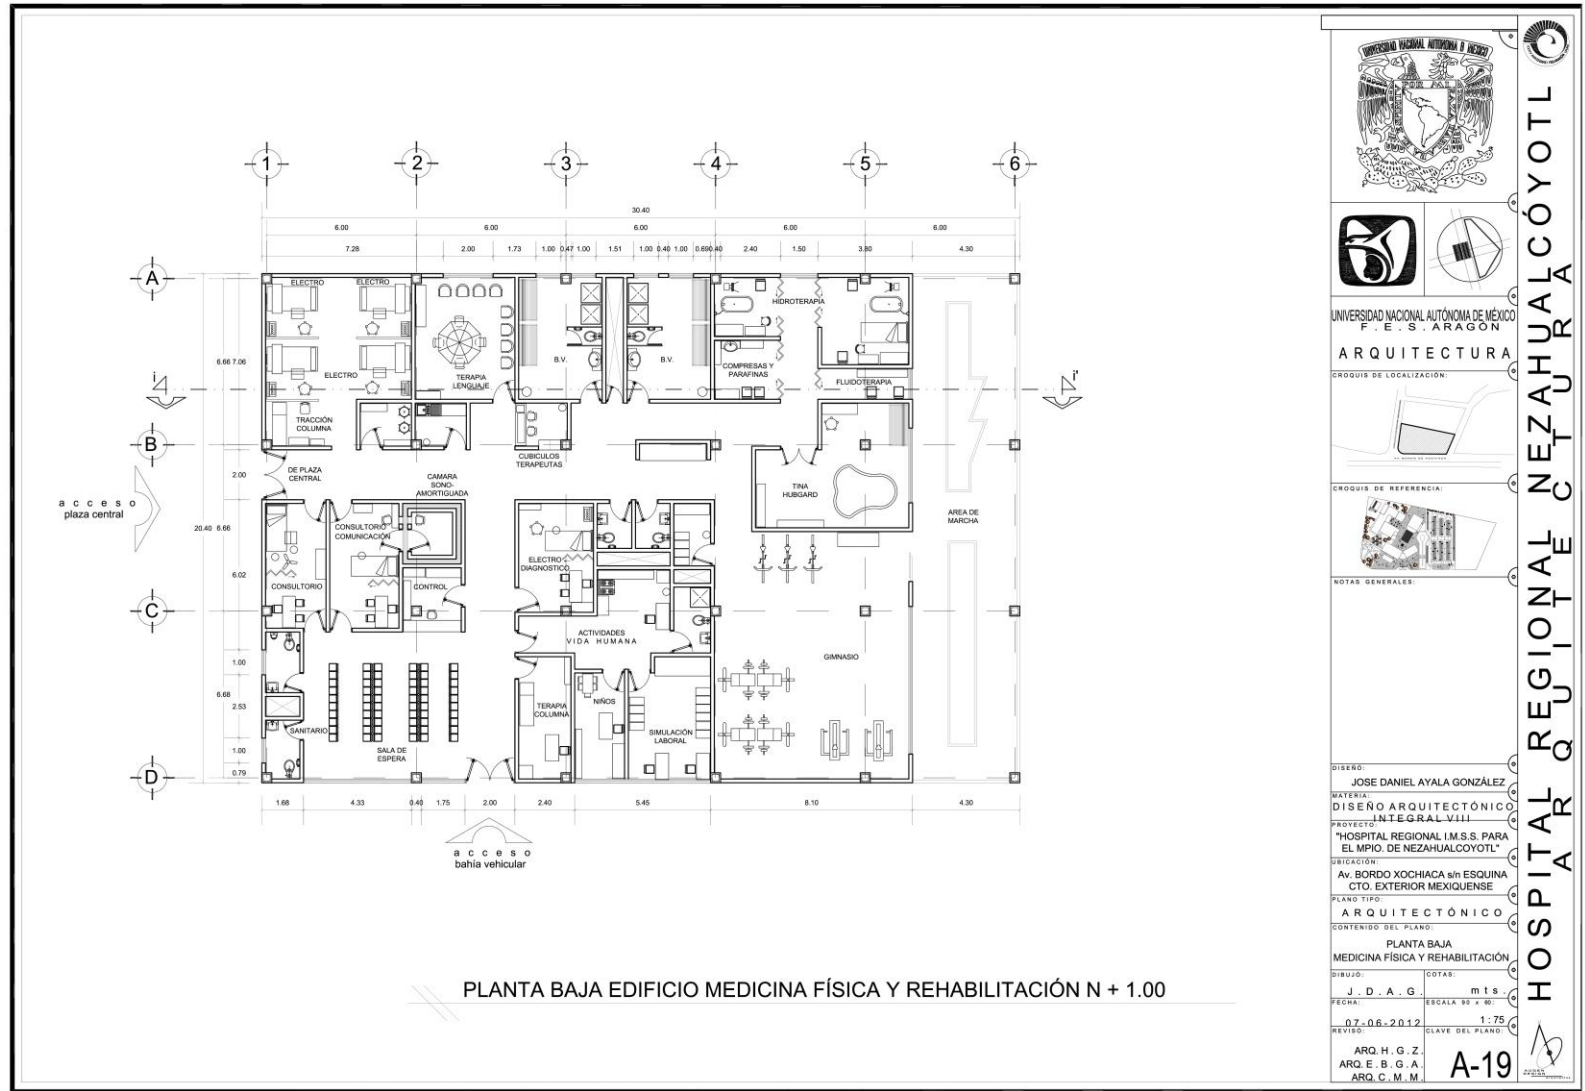 1
2
3
4
5
6
30.40
6.00
6.00
6.00
6.00
6.00
7.28
2.00
1.73
1.00
0.47
1.00
1.51
1.00
0.40
1.00
0.69
0.40
2.40
1.50
3.80
4.30
A
B
C
D
6.66
7.06
2.00
20.40
6.66
6.02
1.00
6.68
2.53
1.00
0.79
i
i'
ELECTRO
ELECTRO
ELECTRO
TRACCIÓN
COLUMNA
TERAPIA
LENGUAJE
B.V.
B.V.
HIDROTERAPIA
COMPRESAS Y
PARAFINAS
FLUIDOTERAPIA
CUBICULOS
TERAPEUTAS
DE PLAZA
CENTRAL
CAMARA
SONO-
AMORTIGUADA
TINA
HUBGARD
AREA DE
MARCHA
acceso
plaza central
CONSULTORIO
COMUNICACIÓN
CONSULTORIO
CONTROL
ELECTRO-
DIAGNOSTICO
ACTIVIDADES
VIDA HUMANA
GIMNASIO
TERAPIA
COLUMNA
NIÑOS
SIMULACIÓN
LABORAL
SANITARIO
SALA DE
ESPERA
1.68
4.33
0.40
1.75
2.00
2.40
5.45
8.10
4.30
acceso
bahía vehicular
PLANTA BAJA EDIFICIO MEDICINA FÍSICA Y REHABILITACIÓN N + 1.00
UNIVERSIDAD NACIONAL AUTÓNOMA DE MÉXICO
F.E.S. ARAGÓN
ARQUITECTURA
CROQUIS DE LOCALIZACIÓN:
CROQUIS DE REFERENCIA:
NOTAS GENERALES:
DISEÑO:
JOSE DANIEL AYALA GONZÁLEZ
MATERIA:
DISEÑO ARQUITECTÓNICO
INTEGRAL VIII
PROYECTO:
"HOSPITAL REGIONAL I.M.S.S. PARA
EL MPIO. DE NEZAHUALCOYOTL"
UBICACIÓN:
Av. BORDO XOCHIACA s/n ESQUINA
CTO. EXTERIOR MEXIQUENSE
PLANO TIPO:
ARQUITECTÓNICO
CONTENIDO DEL PLANO:
PLANTA BAJA
MEDICINA FÍSICA Y REHABILITACIÓN
DIBUJÓ:
J.D.A.G.
COTAS:
mts.
FECHA:
07-06-2012
ESCALA 90 x 60:
1:75
REVISÓ:
ARQ. H.G.Z.
ARQ. E.B.G.A.
ARQ. C.M.M.
CLAVE DEL PLANO:
A-19
HOSPITAL REGIONAL NEZAHUALCÓYOTL
ARQUITECTURA